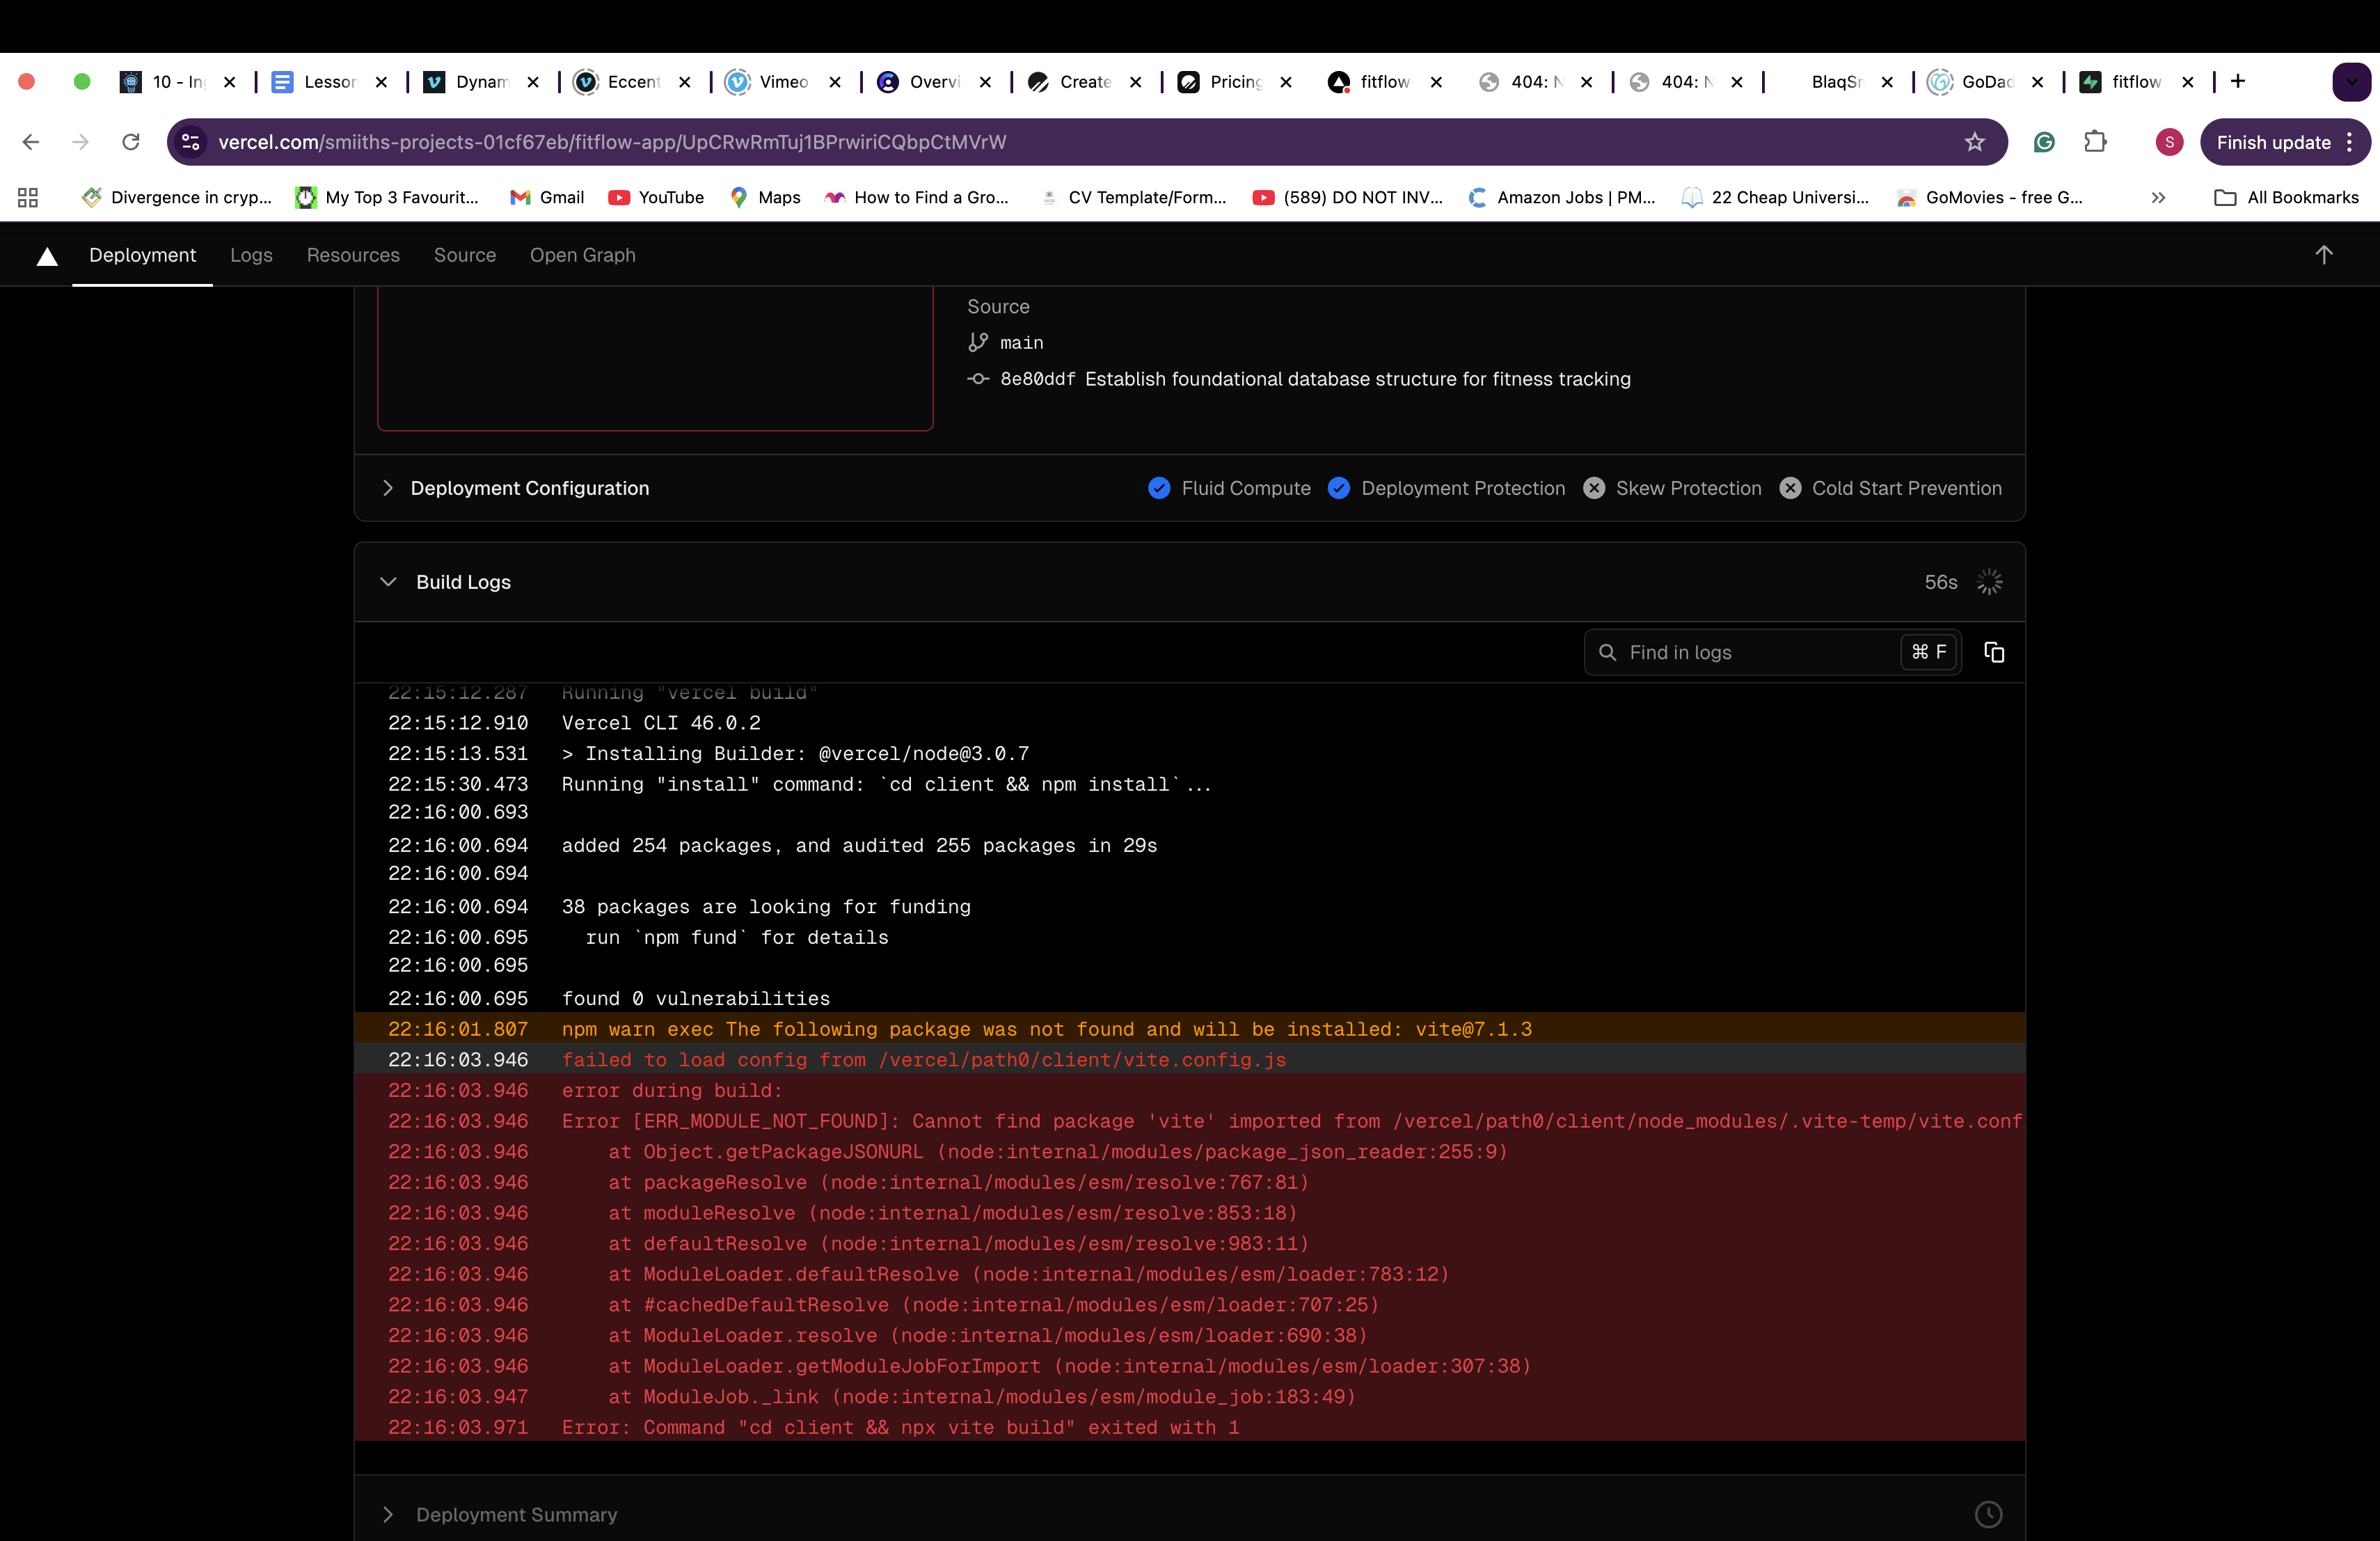 10 - In
Lesson
Dynam
Eccent
Vimeo
Overvi
Create
Pricing
fitflow
404: N
404: N
BlaqSn
GoDad
fitflow
vercel.com/smiiths-projects-01cf67eb/fitflow-app/UpCRwRmTuj1BPrwiriCQbpCtMVrW
S
Finish update
Divergence in cryp...
My Top 3 Favourit...
Gmail
YouTube
Maps
How to Find a Gro...
CV Template/Form...
(589) DO NOT INV...
Amazon Jobs | PM...
22 Cheap Universi...
GoMovies - free G...
All Bookmarks
Deployment Logs Resources Source Open Graph
Source
main
8e80ddf Establish foundational database structure for fitness tracking
Deployment Configuration
Fluid Compute Deployment Protection Skew Protection Cold Start Prevention
Build Logs 56s
Find in logs ⌘ F
22:15:12.287 Running "vercel build"
22:15:12.910 Vercel CLI 46.0.2
22:15:13.531 > Installing Builder: @vercel/node@3.0.7
22:15:30.473 Running "install" command: `cd client && npm install`...
22:16:00.693
22:16:00.694 added 254 packages, and audited 255 packages in 29s
22:16:00.694
22:16:00.694 38 packages are looking for funding
22:16:00.695 run `npm fund` for details
22:16:00.695
22:16:00.695 found 0 vulnerabilities
22:16:01.807 npm warn exec The following package was not found and will be installed: vite@7.1.3
22:16:03.946 failed to load config from /vercel/path0/client/vite.config.js
22:16:03.946 error during build:
22:16:03.946 Error [ERR_MODULE_NOT_FOUND]: Cannot find package 'vite' imported from /vercel/path0/client/node_modules/.vite-temp/vite.conf
22:16:03.946 at Object.getPackageJSONURL (node:internal/modules/package_json_reader:255:9)
22:16:03.946 at packageResolve (node:internal/modules/esm/resolve:767:81)
22:16:03.946 at moduleResolve (node:internal/modules/esm/resolve:853:18)
22:16:03.946 at defaultResolve (node:internal/modules/esm/resolve:983:11)
22:16:03.946 at ModuleLoader.defaultResolve (node:internal/modules/esm/loader:783:12)
22:16:03.946 at #cachedDefaultResolve (node:internal/modules/esm/loader:707:25)
22:16:03.946 at ModuleLoader.resolve (node:internal/modules/esm/loader:690:38)
22:16:03.946 at ModuleLoader.getModuleJobForImport (node:internal/modules/esm/loader:307:38)
22:16:03.947 at ModuleJob._link (node:internal/modules/esm/module_job:183:49)
22:16:03.971 Error: Command "cd client && npx vite build" exited with 1
Deployment Summary